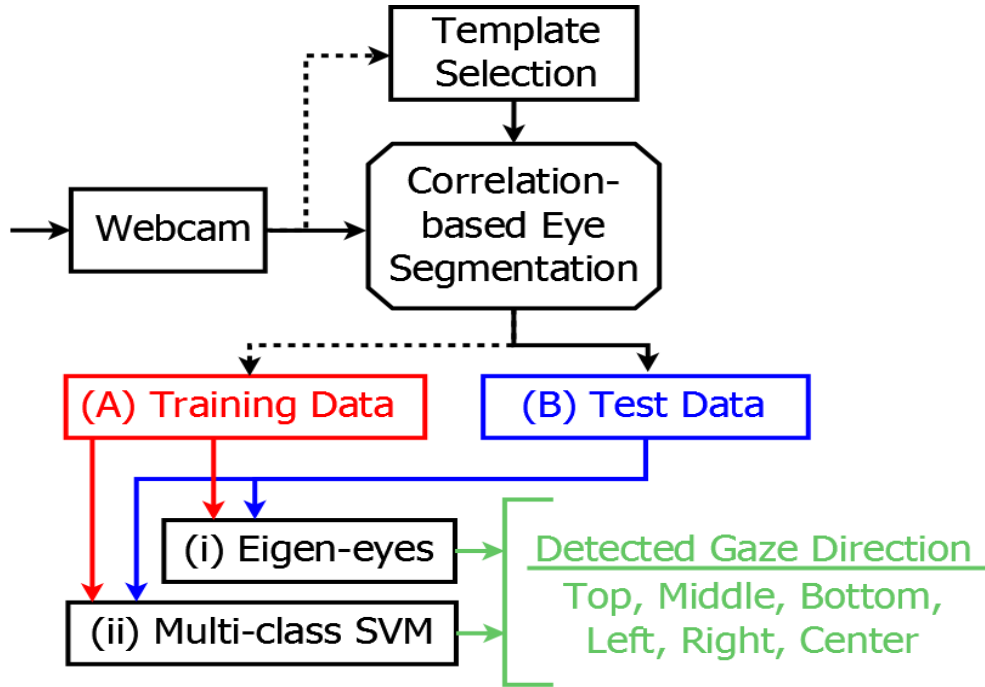 Template
Selection
Correlation-
based Eye
Segmentation
Webcam
(A) Training Data
(B) Test Data
(i) Eigen-eyes
(ii) Multi-class SVM
Detected Gaze Direction
Top, Middle, Bottom,
Left, Right, Center